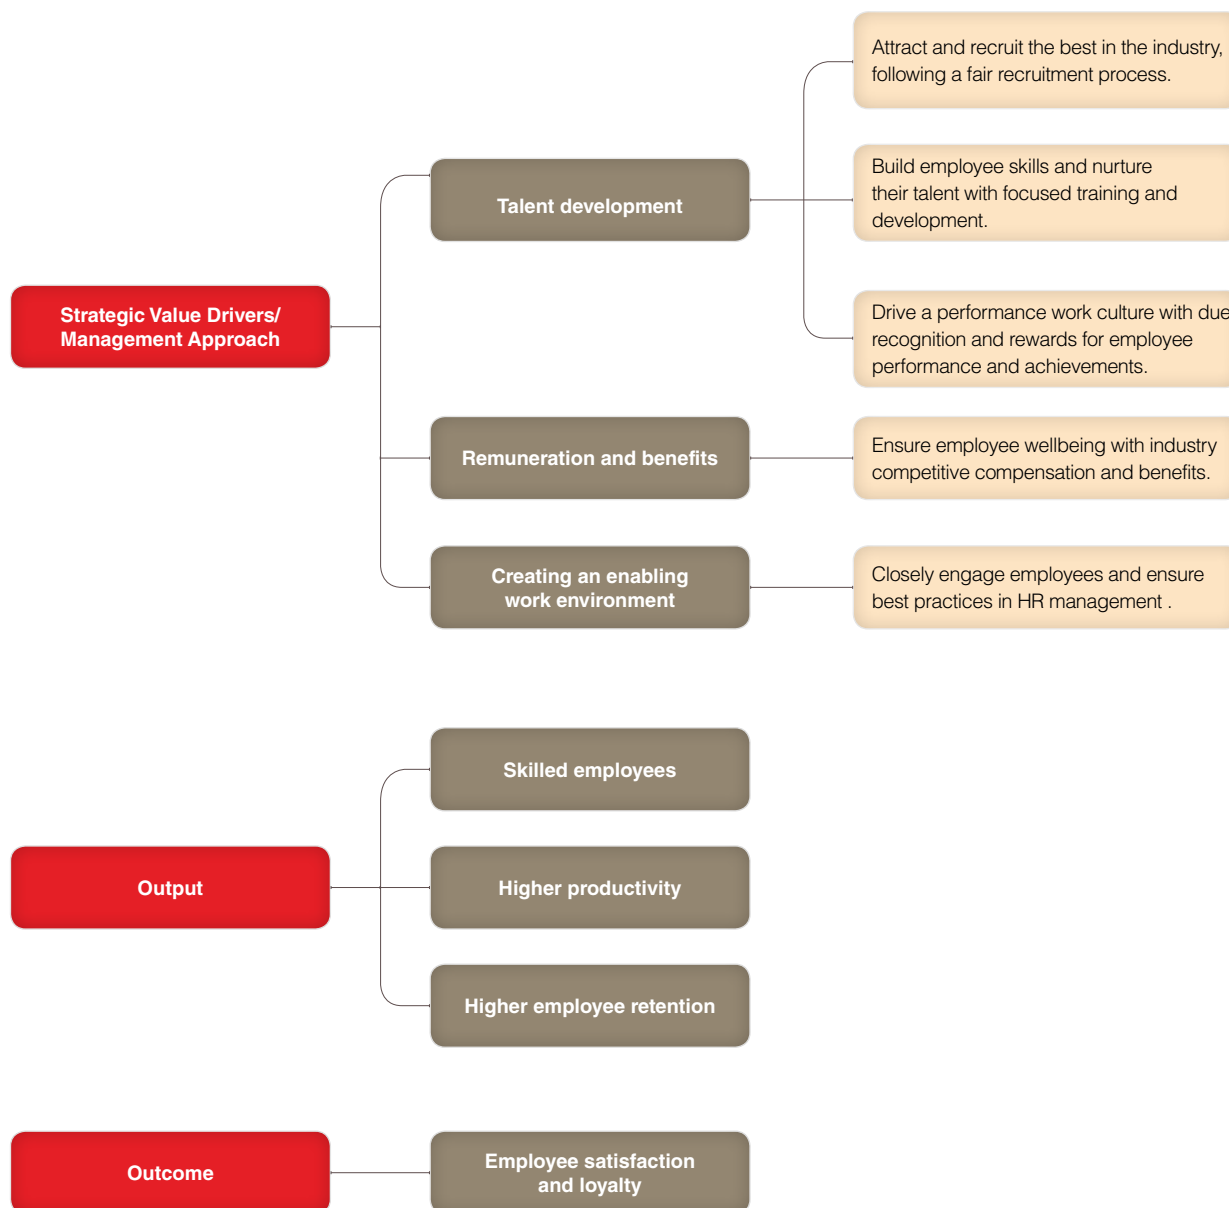 Strategic Value Drivers/
Management Approach
Talent development
Attract and recruit the best in the industry,
following a fair recruitment process.
Build employee skills and nurture
their talent with focused training and
development.
Drive a performance work culture with due
recognition and rewards for employee
performance and achievements.
Remuneration and benefits
Ensure employee wellbeing with industry
competitive compensation and benefits.
Creating an enabling
work environment
Closely engage employees and ensure
best practices in HR management .
Output
Skilled employees
Higher productivity
Higher employee retention
Outcome
Employee satisfaction
and loyalty